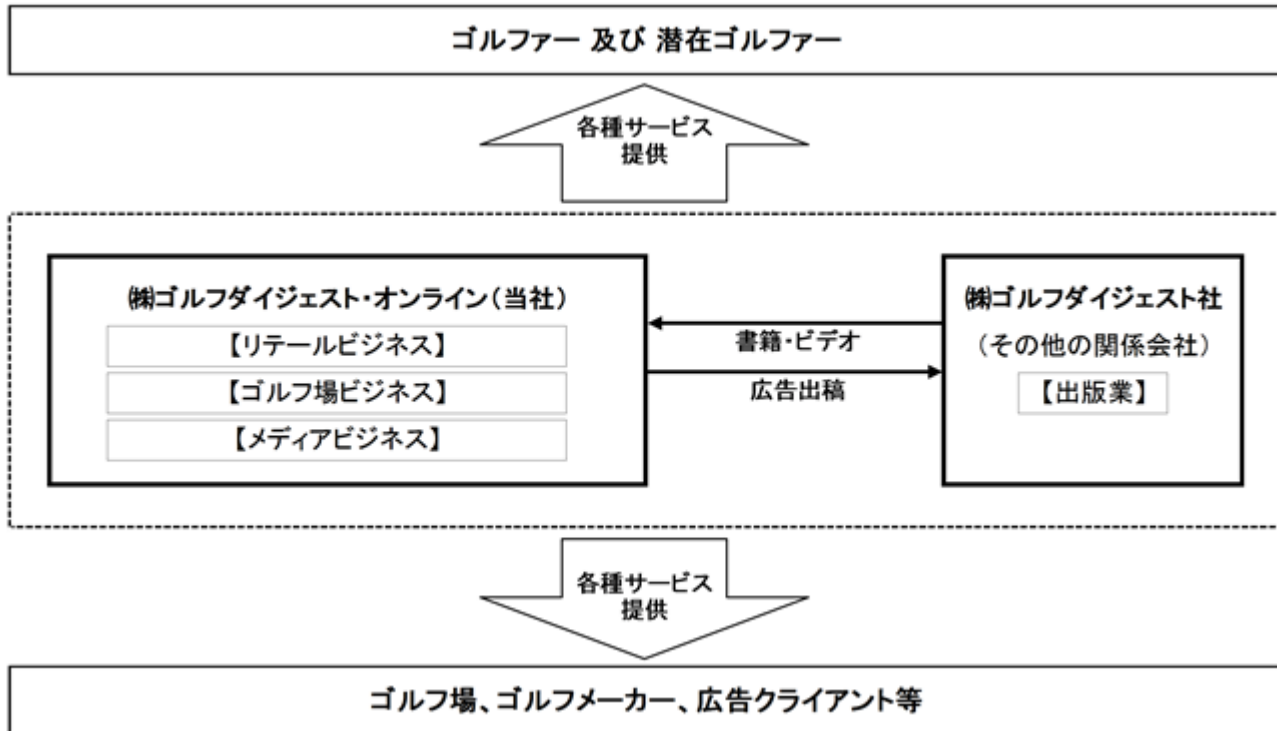 ゴルファー 及び 潜在ゴルファー
各種サービス
提供
㈱ゴルフダイジェスト・オンライン（当社）
【リテールビジネス】
【ゴルフ場ビジネス】
【メディアビジネス】
書籍・ビデオ
広告出稿
㈱ゴルフダイジェスト社
（その他の関係会社）
【出版業】
各種サービス
提供
ゴルフ場、ゴルフメーカー、広告クライアント等